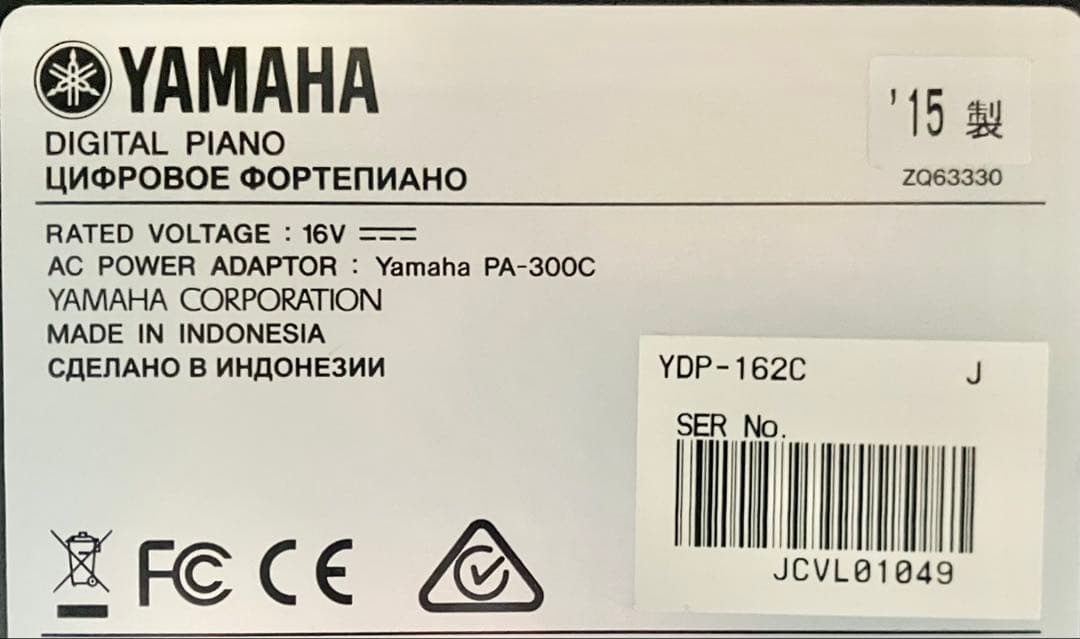 YAMAHA
'15 製
DIGITAL PIANO
ЦИФРОВОЕ ФОРТЕПИАНО
ZQ63330
RATED VOLTAGE : 16V
AC POWER ADAPTOR : Yamaha PA-300C
YAMAHA CORPORATION
MADE IN INDONESIA
СДЕЛАНО В ИНДОНЕЗИИ
YDP-162C J
SER No.
JCVL01049
FC CE